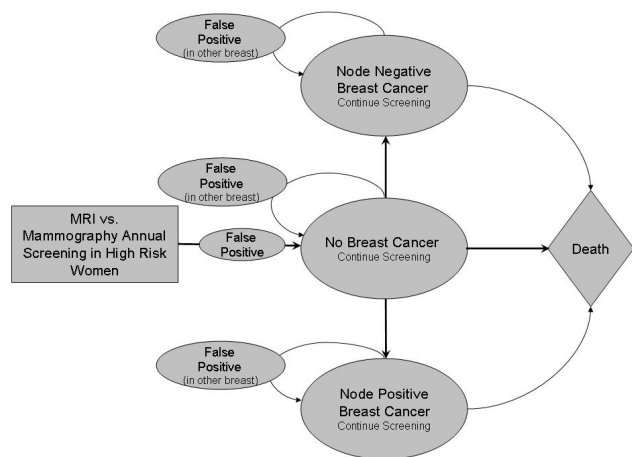 False
Positive
(in other breast)
Node Negative
Breast Cancer
Continue Screening
False
Positive
(in other breast)
MRI vs.
Mammography Annual
Screening in High Risk
Women
False
Positive
No Breast Cancer
Continue Screening
Death
False
Positive
(in other breast)
Node Positive
Breast Cancer
Continue Screening